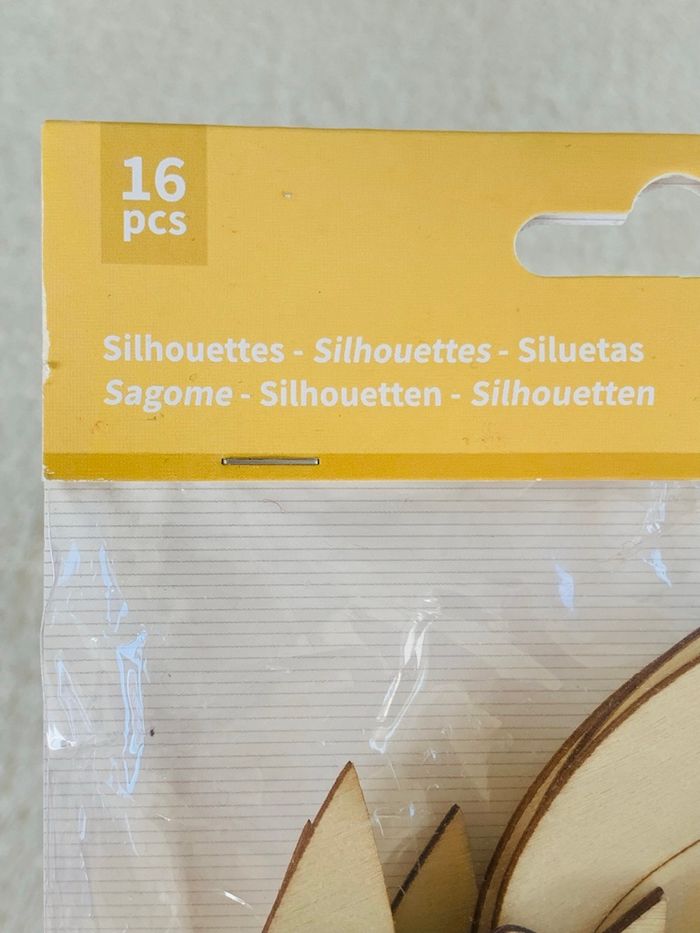 16
pcs
Silhouettes - Silhouettes - Siluetas
Sagome - Silhouetten - Silhouetten